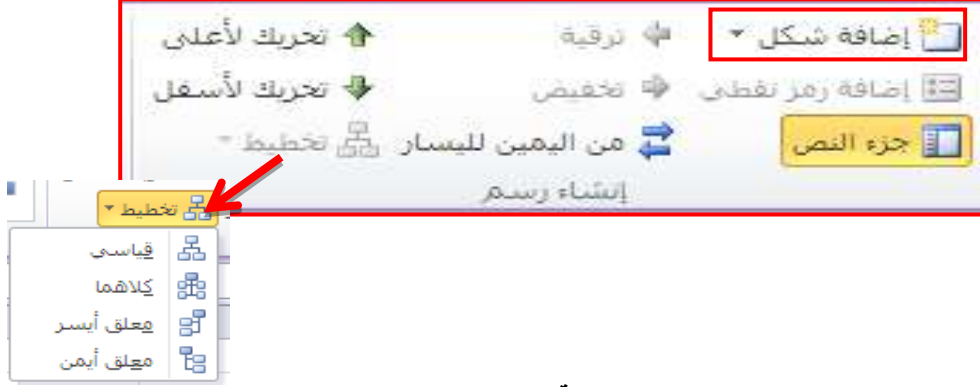 إضافة شكل ترقية تحريك لأعلى
إضافة رمز نقطي تخفيض تحريك لأسفل
جزء النص من اليمين لليسار تخطيط
إنشاء رسم
تخطيط
قياسي
كلاهما
معلق أيسر
معلق أيمن